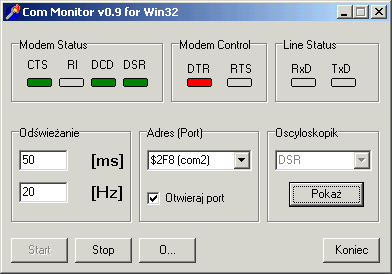 Com Monitor v0.9 for Win32
Modem Status Modem Control Line Status
CTS RI DCD DSR DTR RTS RxD TxD
Odświeżanie Adres (Port) Oscyloskopik
50 [ms] $2F8 (com2) DSR
20 [Hz] Otwieraj port Pokaż
Start Stop O... Koniec